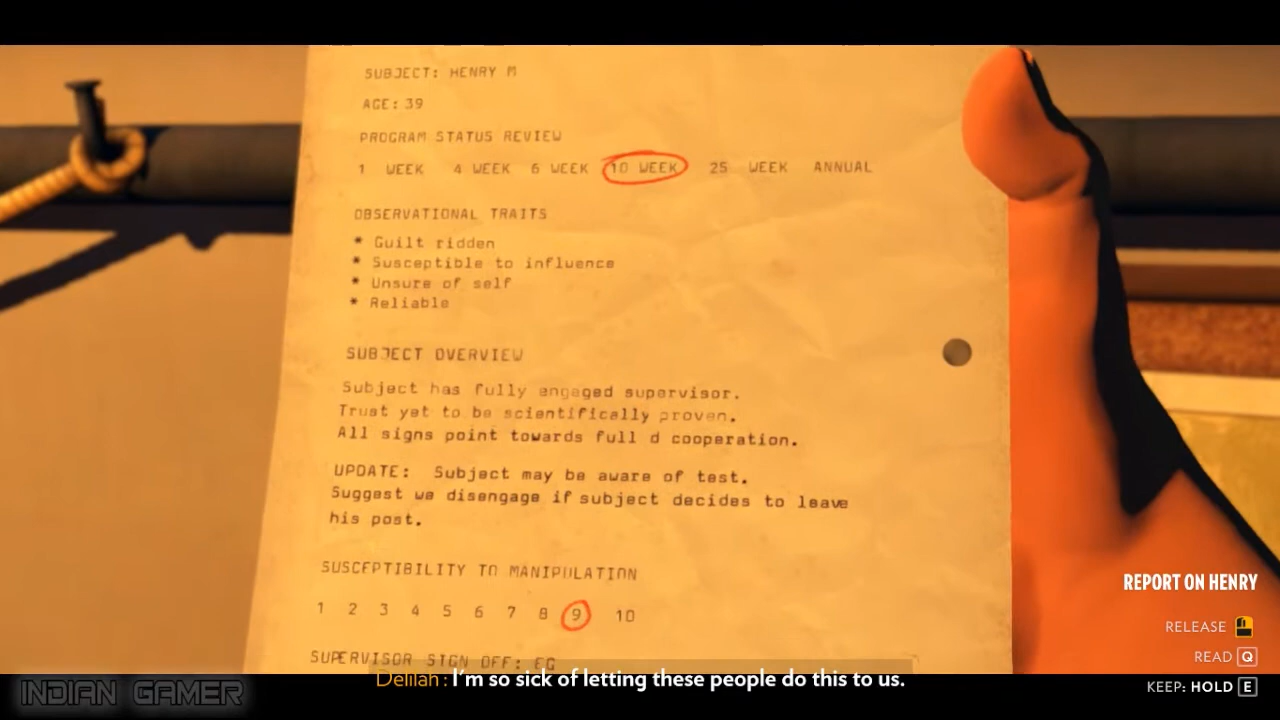 SUBJECT: HENRY M
AGE: 39
PROGRAM STATUS REVIEW
1 WEEK 4 WEEK 6 WEEK 10 WEEK 25 WEEK ANNUAL
OBSERVATIONAL TRAITS
* Guilt ridden
* Susceptible to influence
* Unsure of self
* Reliable
SUBJECT OVERVIEW
Subject has fully engaged supervisor.
Trust yet to be scientifically proven.
All signs point towards full d cooperation.
UPDATE: Subject may be aware of test.
Suggest we disengage if subject decides to leave
his post.
SUSCEPTIBILITY TO MANIPULATION
1 2 3 4 5 6 7 8 9 10
SUPERVISOR SIGN OFF: EG
REPORT ON HENRY
RELEASE
READ Q
KEEP: HOLD E
Delilah : I'm so sick of letting these people do this to us.
INDIAN GAMER